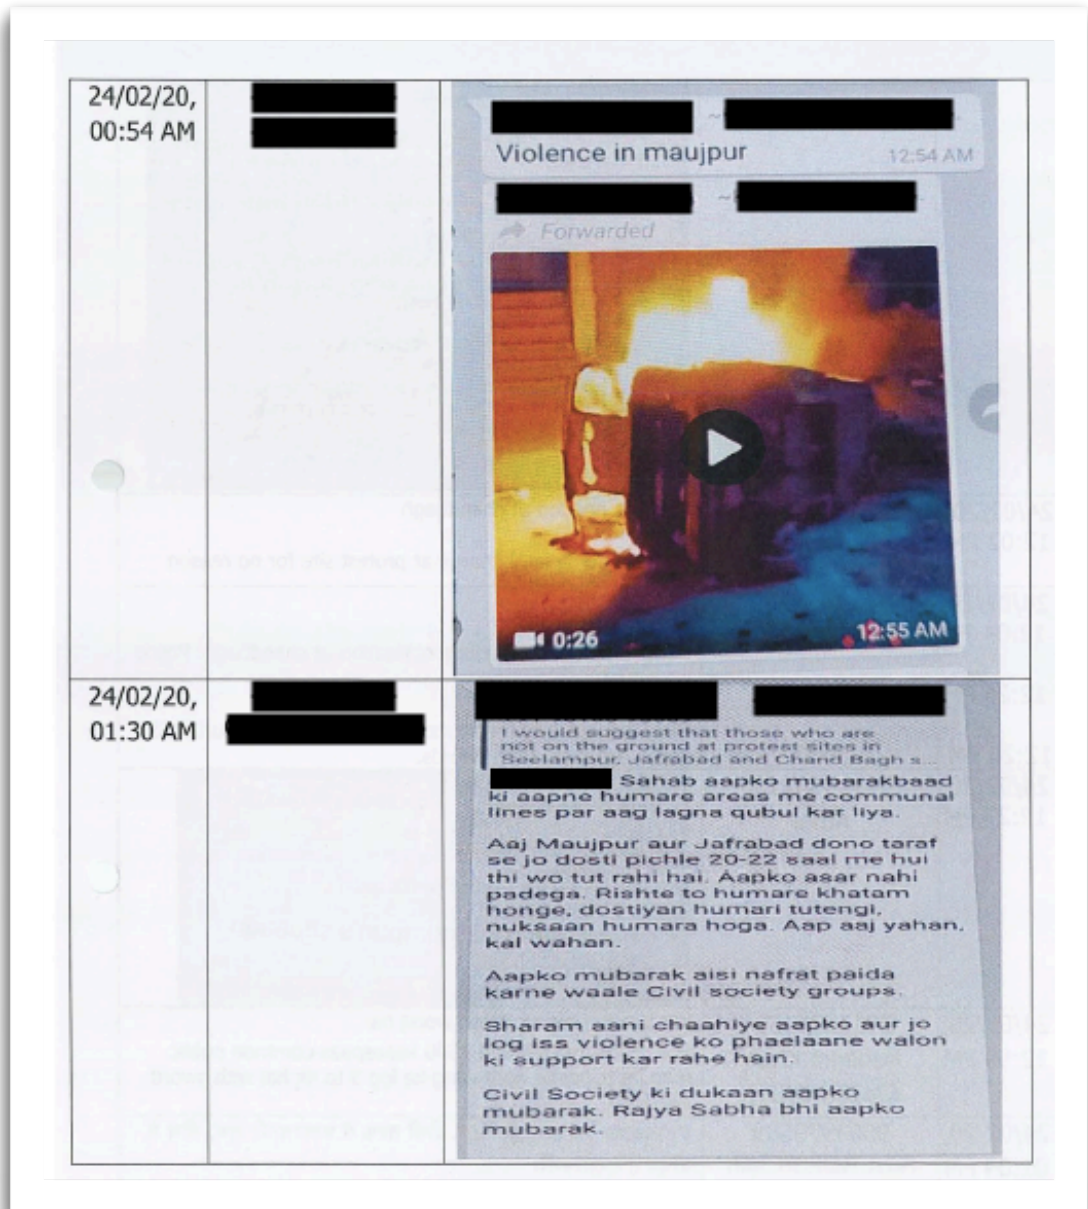 24/02/20,
00:54 AM
Violence in maujpur
12:54 AM
Forwarded
0:26
12:55 AM
24/02/20,
01:30 AM
I would suggest that those who are
not on the ground at protest sites in
Seelampur, Jafrabad and Chand Bagh s...
Sahab aapko mubarakbaad
ki aapne humare areas me communal
lines par aag lagna qubul kar liya.
Aaj Maujpur aur Jafrabad dono taraf
se jo dosti pichle 20-22 saal me hui
thi wo tut rahi hai. Aapko asar nahi
padega. Rishte to humare khatam
honge, dostiyan humari tutengi,
nuksaan humara hoga. Aap aaj yahan,
kal wahan.
Aapko mubarak aisi nafrat paida
karne waale Civil society groups.
Sharam aani chaahiye aapko aur jo
log iss violence ko phaelaane walon
ki support kar rahe hain.
Civil Society ki dukaan aapko
mubarak. Rajya Sabha bhi aapko
mubarak.